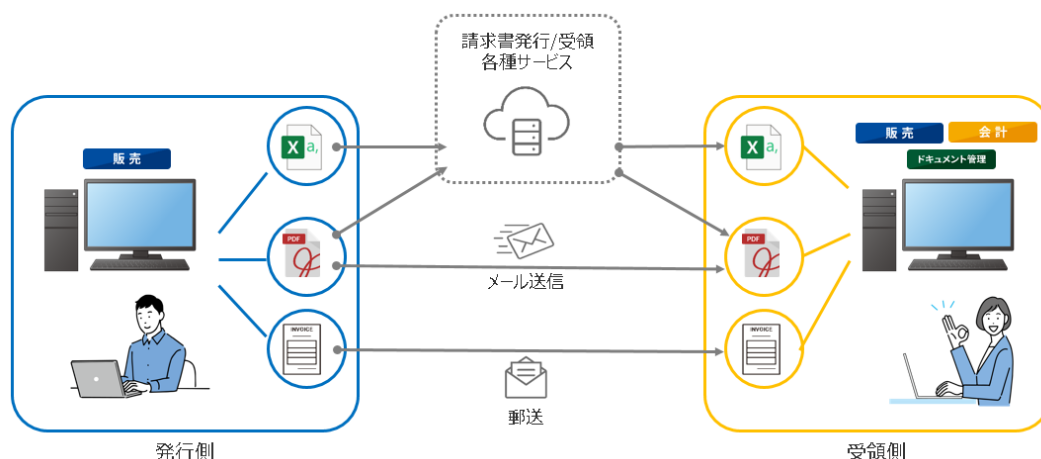 請求書発行/受領
各種サービス
販売
X a,
PDF
INVOICE
発行側
メール送信
郵送
販売
会計
ドキュメント管理
X a,
PDF
INVOICE
受領側